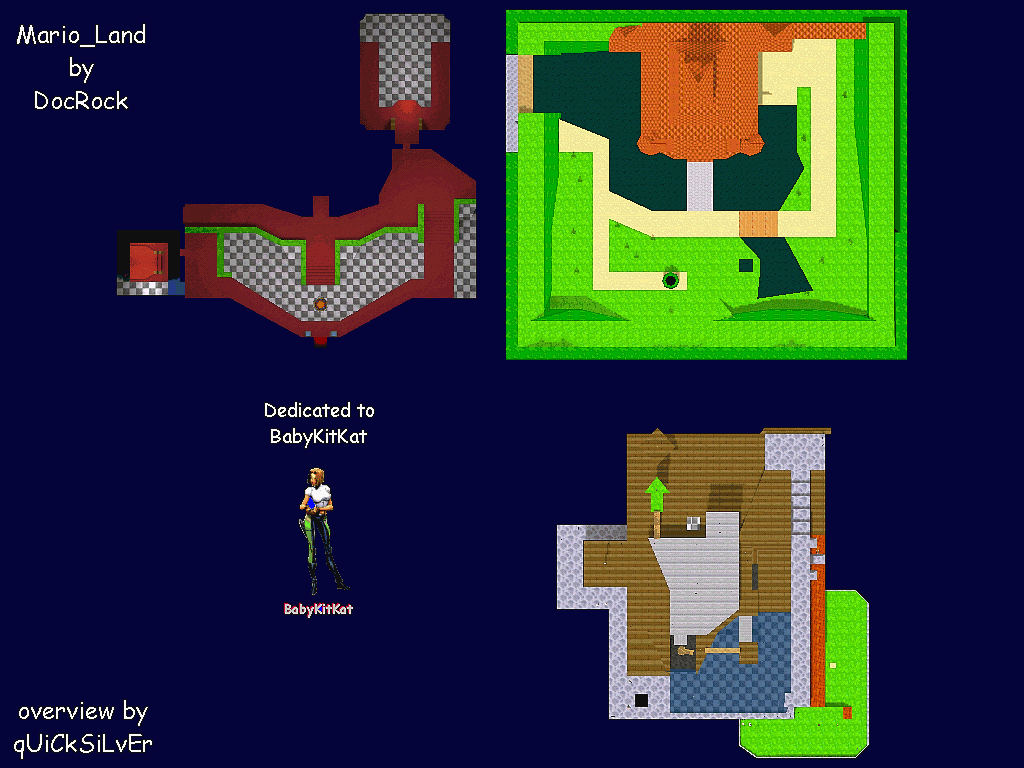 Mario_Land
by
DocRock
Dedicated to
BabyKitKat
BabyKitKat
overview by
qUiCkSiLvEr